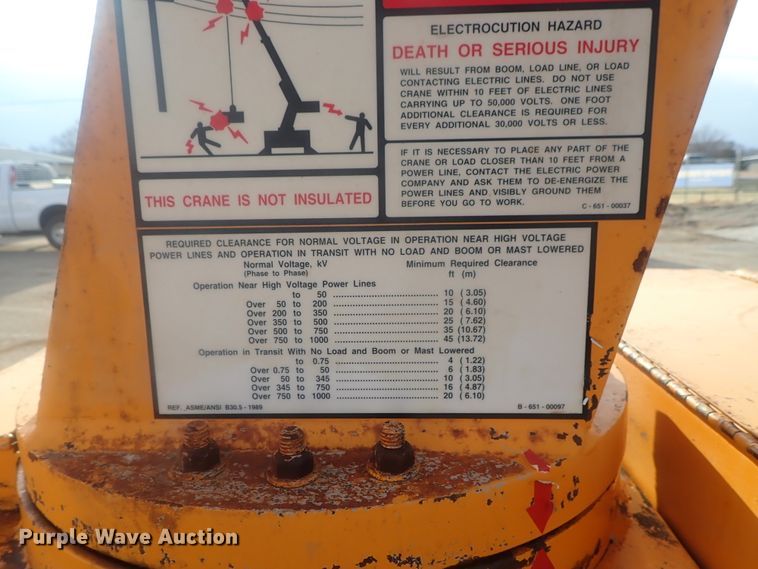 ELECTROCUTION HAZARD
DEATH OR SERIOUS INJURY
WILL RESULT FROM BOOM, LOAD LINE, OR LOAD
CONTACTING ELECTRIC LINES. DO NOT USE
CRANE WITHIN 10 FEET OF ELECTRIC LINES
CARRYING UP TO 50,000 VOLTS. ONE FOOT
ADDITIONAL CLEARANCE IS REQUIRED FOR
EVERY ADDITIONAL 30,000 VOLTS OR LESS.
IF IT IS NECESSARY TO PLACE ANY PART OF THE
CRANE OR LOAD CLOSER THAN 10 FEET FROM A
POWER LINE, CONTACT THE ELECTRIC POWER
COMPANY AND ASK THEM TO DE-ENERGIZE THE
POWER LINES AND VISIBLY GROUND THEM
BEFORE YOU GO TO WORK. C - 651 - 00037
THIS CRANE IS NOT INSULATED
REQUIRED CLEARANCE FOR NORMAL VOLTAGE IN OPERATION NEAR HIGH VOLTAGE
POWER LINES AND OPERATION IN TRANSIT WITH NO LOAD AND BOOM OR MAST LOWERED
Normal Voltage, kV Minimum Required Clearance
(Phase to Phase) ft (m)
Operation Near High Voltage Power Lines
to 50 ........ 10 ( 3.05)
Over 50 to 200 ........ 15 ( 4.60)
Over 200 to 350 ........ 20 ( 6.10)
Over 350 to 500 ........ 25 ( 7.62)
Over 500 to 750 ........ 35 (10.67)
Over 750 to 1000 ........ 45 (13.72)
Operation in Transit With No Load and Boom or Mast Lowered
to 0.75 ........ 4 ( 1.22)
Over 0.75 to 50 ........ 6 ( 1.83)
Over 50 to 345 ........ 10 ( 3.05)
Over 345 to 750 ........ 16 ( 4.87)
Over 750 to 1000 ........ 20 ( 6.10)
REF. ASME/ANSI B30.5 - 1989 B - 651 - 00097
Purple Wave Auction